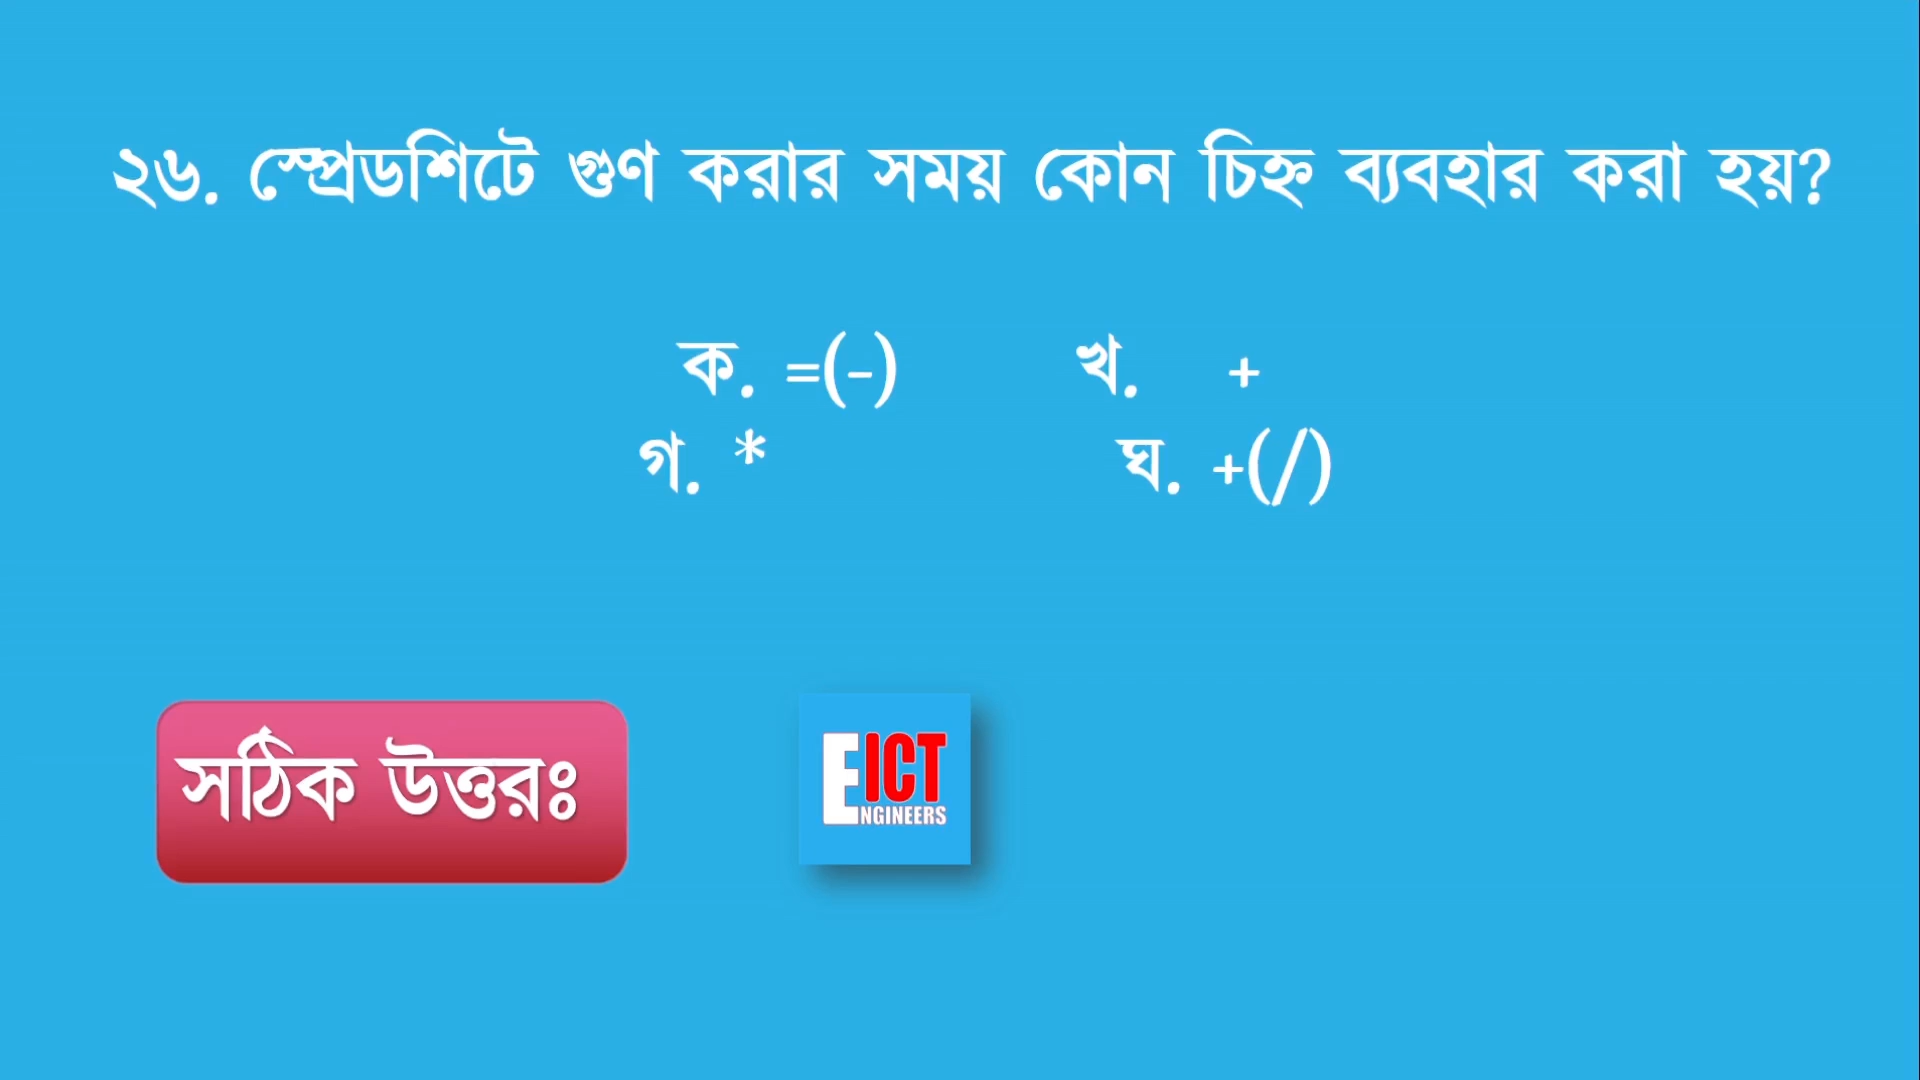 ২৬. স্প্রেডশিটে গুণ করার সময় কোন চিহ্ন ব্যবহার করা হয়?
ক. =(-) খ. +
গ. * ঘ. +(/)
সঠিক উত্তরঃ
EICT
NGINEERS